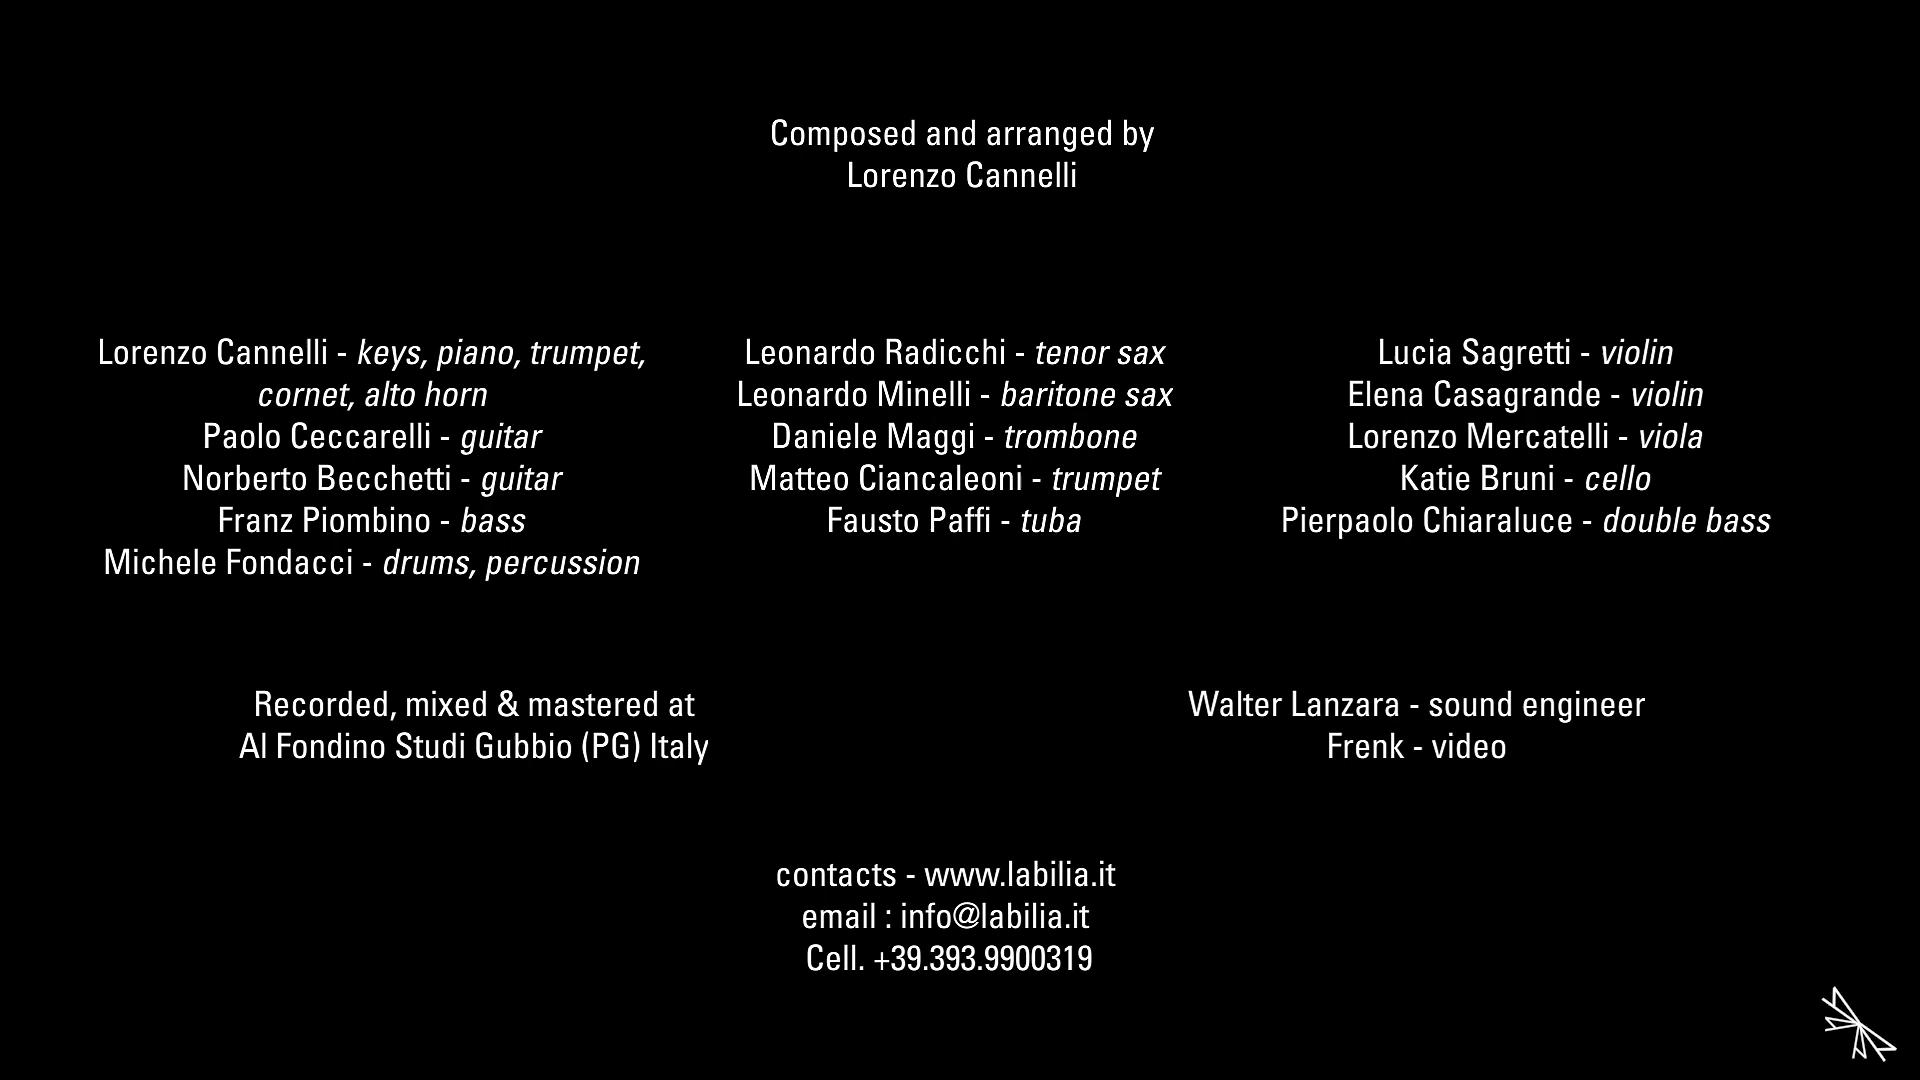 Composed and arranged by
Lorenzo Cannelli
Lorenzo Cannelli - keys, piano, trumpet,
cornet, alto horn
Paolo Ceccarelli - guitar
Norberto Becchetti - guitar
Franz Piombino - bass
Michele Fondacci - drums, percussion
Leonardo Radicchi - tenor sax
Leonardo Minelli - baritone sax
Daniele Maggi - trombone
Matteo Ciancaleoni - trumpet
Fausto Paffi - tuba
Lucia Sagretti - violin
Elena Casagrande - violin
Lorenzo Mercatelli - viola
Katie Bruni - cello
Pierpaolo Chiaraluce - double bass
Recorded, mixed & mastered at
Al Fondino Studi Gubbio (PG) Italy
Walter Lanzara - sound engineer
Frenk - video
contacts - www.labilia.it
email : info@labilia.it
Cell. +39.393.9900319